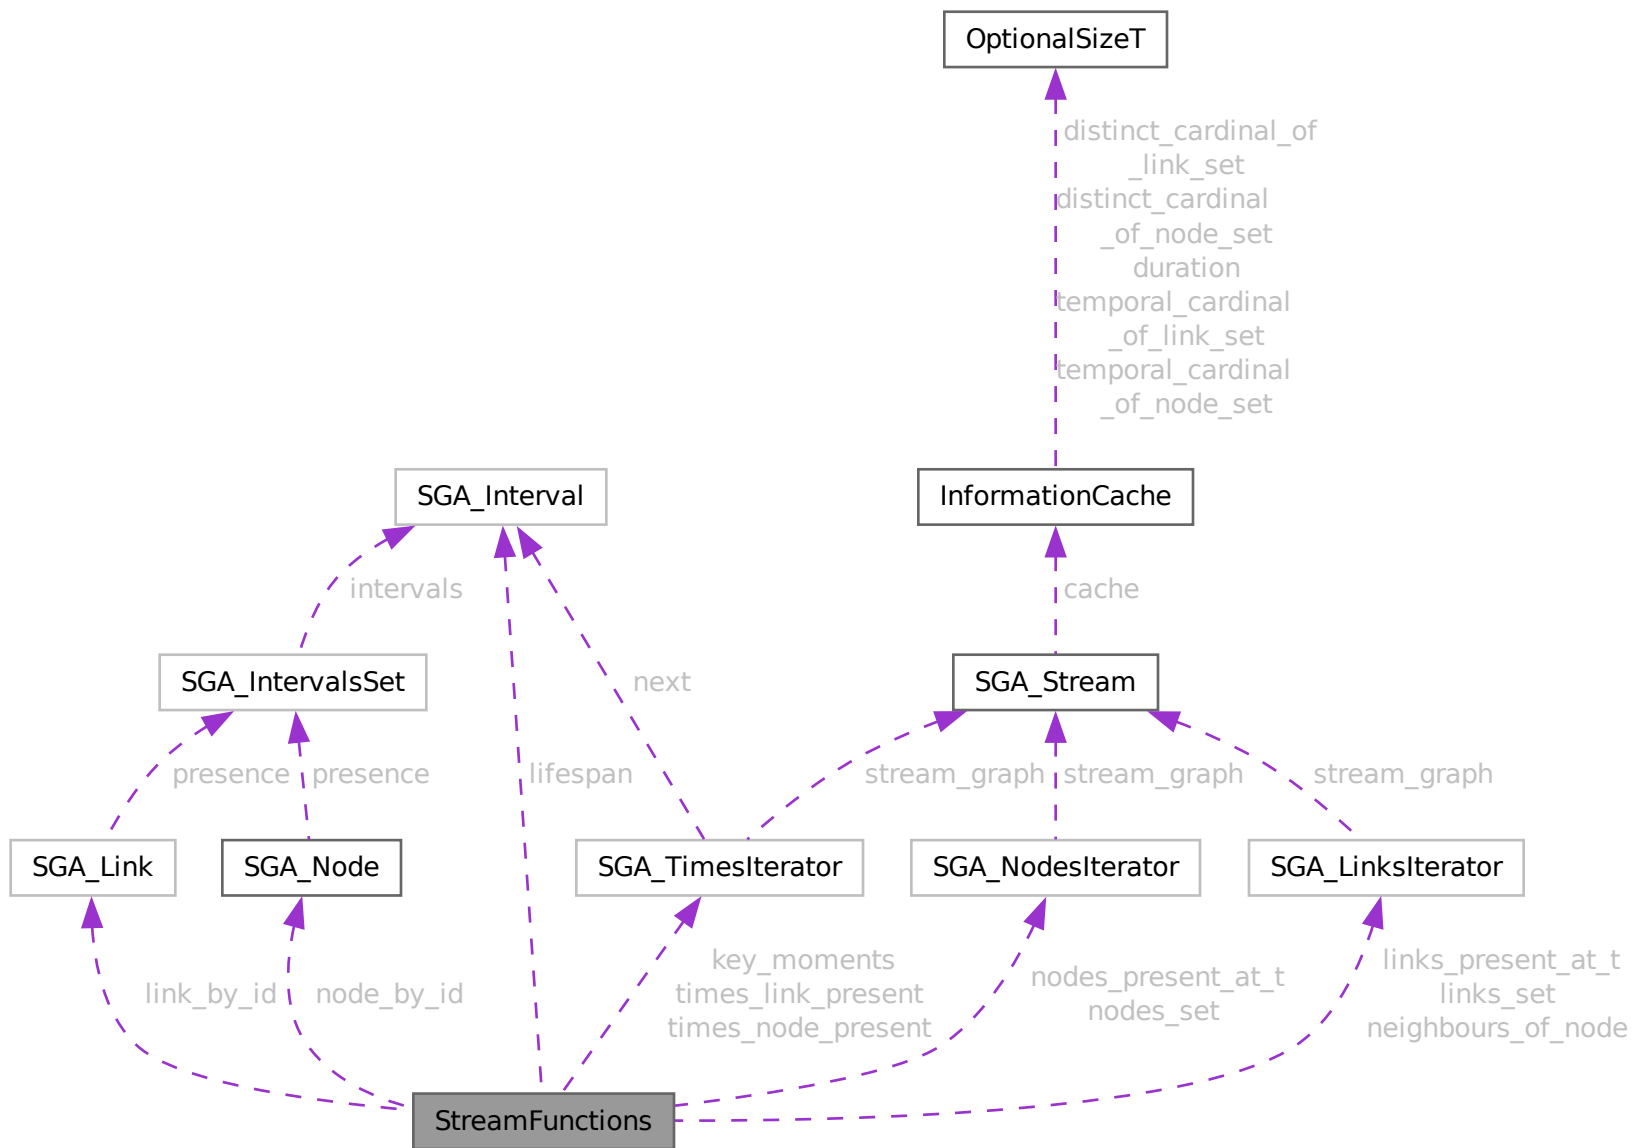 OptionalSizeT
distinct_cardinal_of
_link_set
distinct_cardinal
_of_node_set
duration
temporal_cardinal
_of_link_set
temporal_cardinal
_of_node_set
SGA_Interval
InformationCache
intervals
cache
SGA_IntervalsSet
next
SGA_Stream
presence
presence
lifespan
stream_graph
stream_graph
stream_graph
SGA_Link
SGA_Node
SGA_TimesIterator
SGA_NodesIterator
SGA_LinksIterator
link_by_id
node_by_id
key_moments
times_link_present
times_node_present
nodes_present_at_t
nodes_set
links_present_at_t
links_set
neighbours_of_node
StreamFunctions